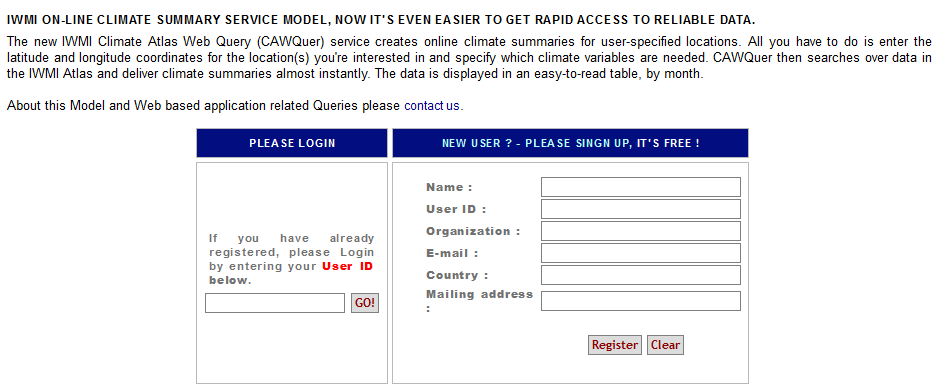 IWMI ON-LINE CLIMATE SUMMARY SERVICE MODEL, NOW IT'S EVEN EASIER TO GET RAPID ACCESS TO RELIABLE DATA.
The new IWMI Climate Atlas Web Query (CAWQuer) service creates online climate summaries for user-specified locations. All you have to do is enter the
latitude and longitude coordinates for the location(s) you're interested in and specify which climate variables are needed. CAWQuer then searches over data in
the IWMI Atlas and deliver climate summaries almost instantly. The data is displayed in an easy-to-read table, by month.
About this Model and Web based application related Queries please contact us.
PLEASE LOGIN
If you have already
registered, please Login
by entering your User ID
below.
GO!
NEW USER ? - PLEASE SINGN UP, IT'S FREE !
Name :
User ID :
Organization :
E-mail :
Country :
Mailing address
:
Register Clear